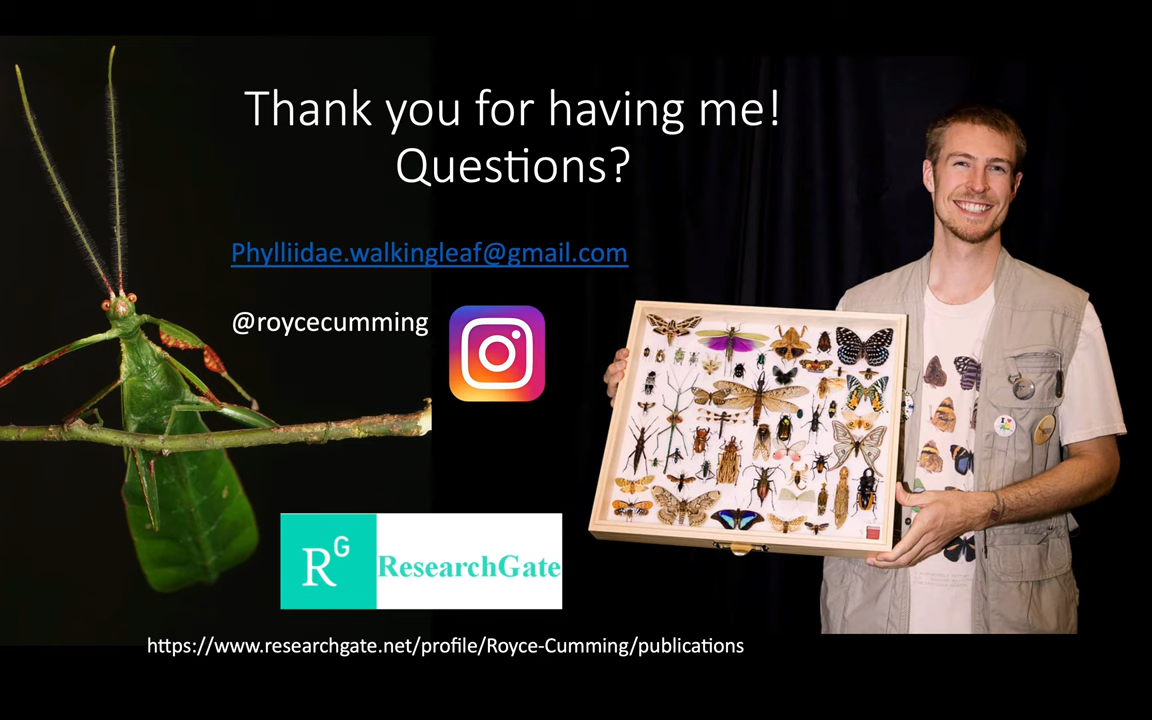 Thank you for having me!
Questions?
Phylliidae.walkingleaf@gmail.com
@roycecumming
RG
ResearchGate
https://www.researchgate.net/profile/Royce-Cumming/publications